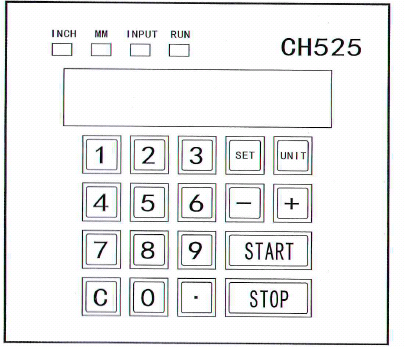 INCH MM INPUT RUN
CH525
1 2 3 SET UNIT
4 5 6 − +
7 8 9 START
C 0 · STOP